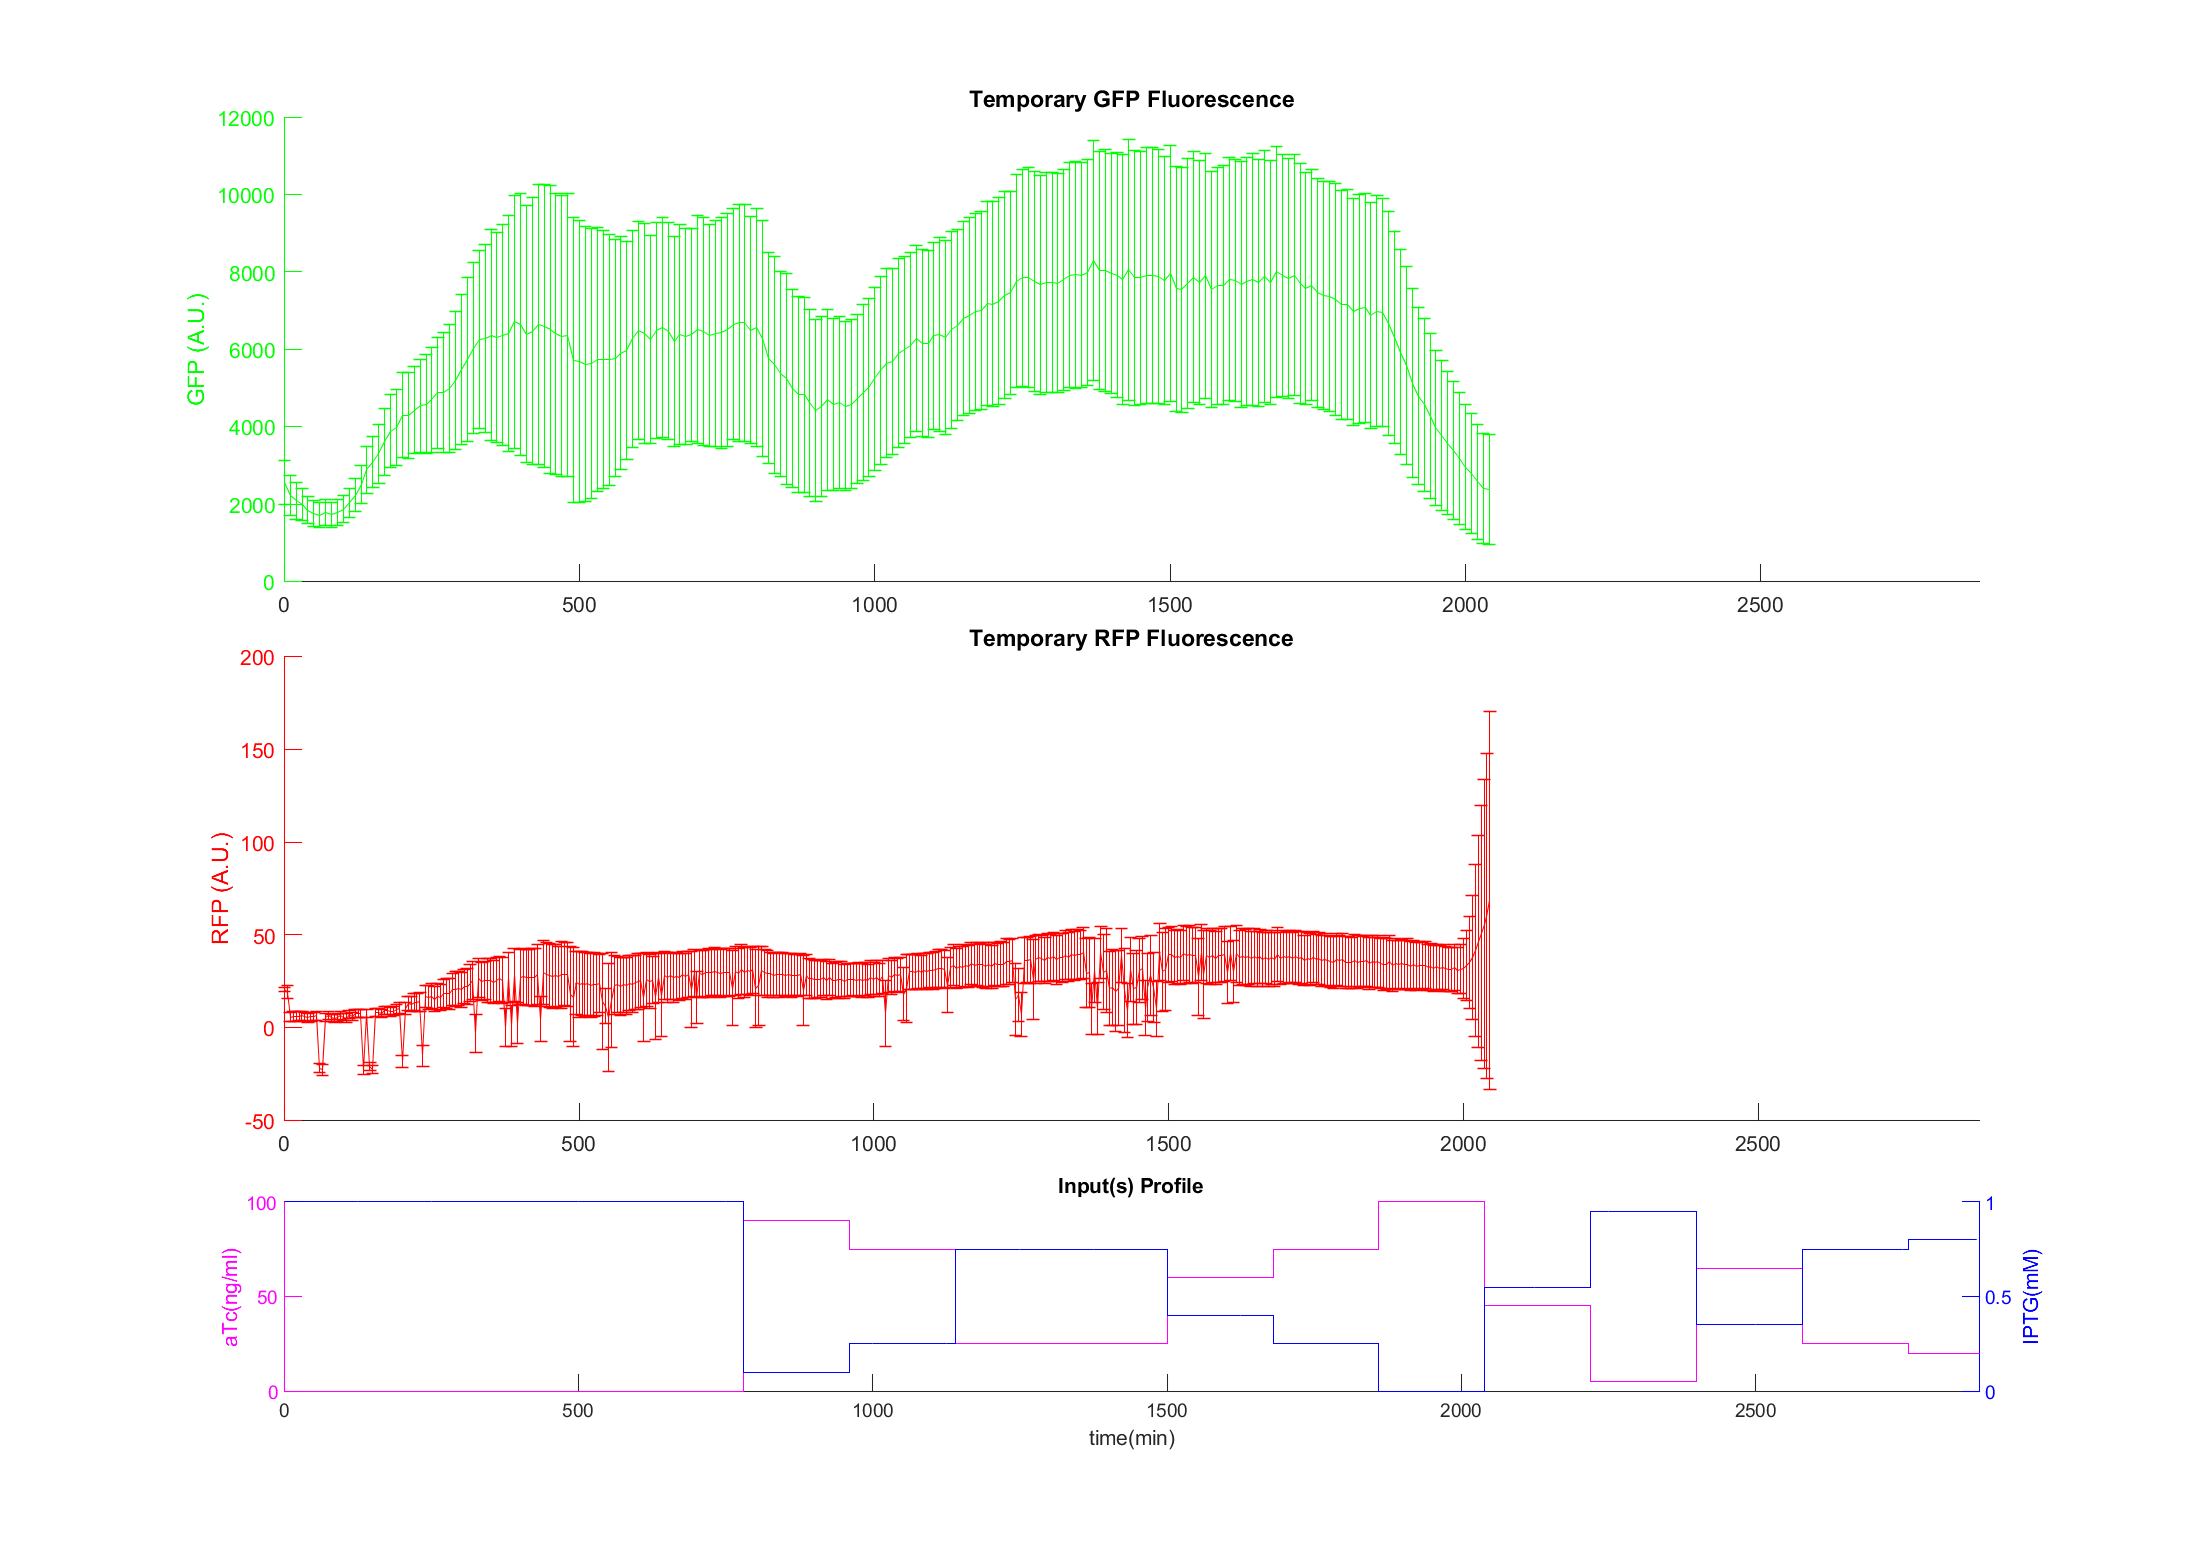 Temporary GFP Fluorescence
12000
10000
8000
6000
4000
2000
0
GFP (A.U.)
0 500 1000 1500 2000 2500
Temporary RFP Fluorescence
200
150
100
50
0
-50
RFP (A.U.)
0 500 1000 1500 2000 2500
Input(s) Profile
100
50
0
aTc(ng/ml)
1
0.5
0
IPTG(mM)
0 500 1000 1500 2000 2500
time(min)